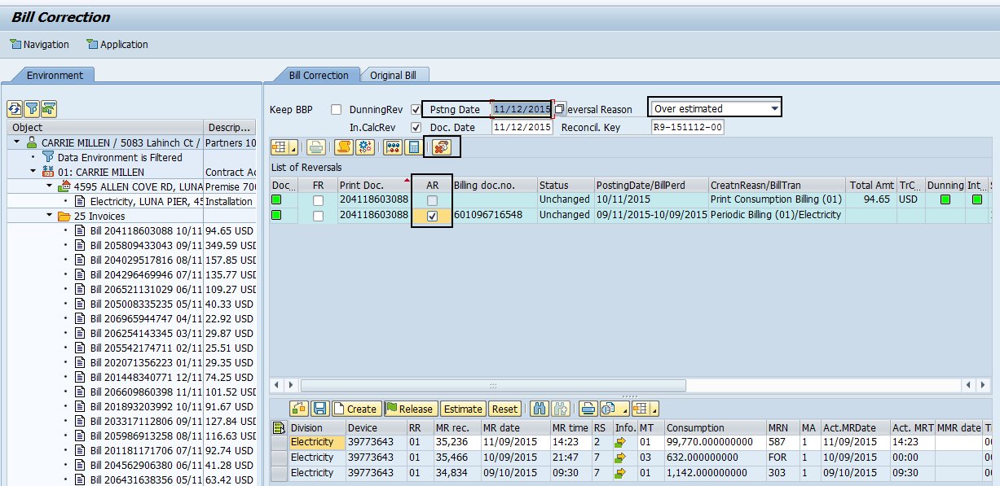 Bill Correction
Navigation Application
Environment
Object Descrip...
CARRIE MILLEN / 5083 Lahinch Ct / Partners 10
Data Environment is Filtered
01: CARRIE MILLEN Contract Ac
4595 ALLEN COVE RD, LUNA Premise 700
Electricity, LUNA PIER, 45 Installation
25 Invoices
Bill 204118603088 10/11 94.65 USD
Bill 205809433043 09/11 349.59 USD
Bill 204029517816 08/11 157.85 USD
Bill 204296469946 07/11 135.77 USD
Bill 206521131029 06/11 109.27 USD
Bill 205008335235 05/11 40.33 USD
Bill 206965944747 04/11 22.92 USD
Bill 206254143345 03/11 29.87 USD
Bill 205542174711 02/11 25.51 USD
Bill 202071356223 01/11 29.35 USD
Bill 201448340771 12/11 74.25 USD
Bill 206609860398 11/11 101.52 USD
Bill 201893203992 10/11 91.67 USD
Bill 203317112806 09/11 127.84 USD
Bill 205986913258 08/11 116.63 USD
Bill 201181171706 07/11 92.74 USD
Bill 204562906380 06/11 41.28 USD
Bill 206431638356 05/11 63.42 USD
Bill Correction Original Bill
Keep BBP DunningRev Pstng Date 11/12/2015 eversal Reason Over estimated
In.CalcRev Doc. Date 11/12/2015 Reconcil. Key R9-151112-00
List of Reversals
Doc... FR Print Doc. AR Billing doc.no. Status PostingDate/BillPerd CreatnReasn/BillTran Total Amt TrC... Dunning Int...
204118603088 Unchanged 10/11/2015 Print Consumption Billing (01) 94.65 USD
204118603088 601096716548 Unchanged 09/11/2015-10/09/2015 Periodic Billing (01)/Electricity
Create Release Estimate Reset
Division Device RR MR rec. MR date MR time RS Info. MT Consumption MRN MA Act.MRDate Act. MRT MMR date
Electricity 39773643 01 35,236 11/09/2015 14:23 2 01 99,770.000000000 587 1 11/09/2015 14:23
Electricity 39773643 01 35,466 10/09/2015 21:47 7 03 632.000000000 FOR 1 10/09/2015 00:00
Electricity 39773643 01 34,834 09/10/2015 09:30 7 01 1,142.000000000 303 1 09/10/2015 09:30